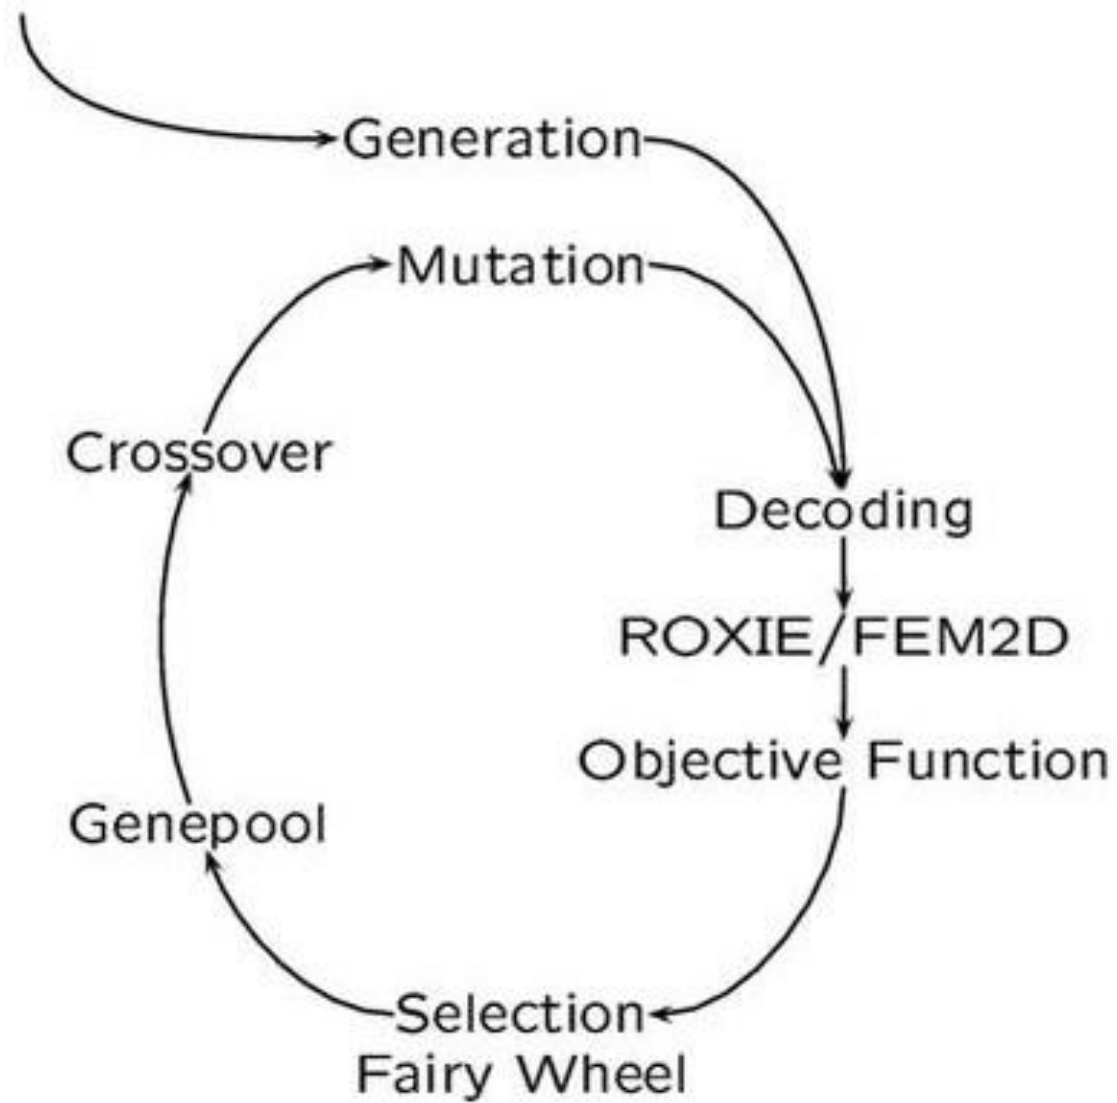 Generation
Mutation
Crossover
Decoding
ROXIE/FEM2D
Objective Function
Genepool
Selection
Fairy Wheel